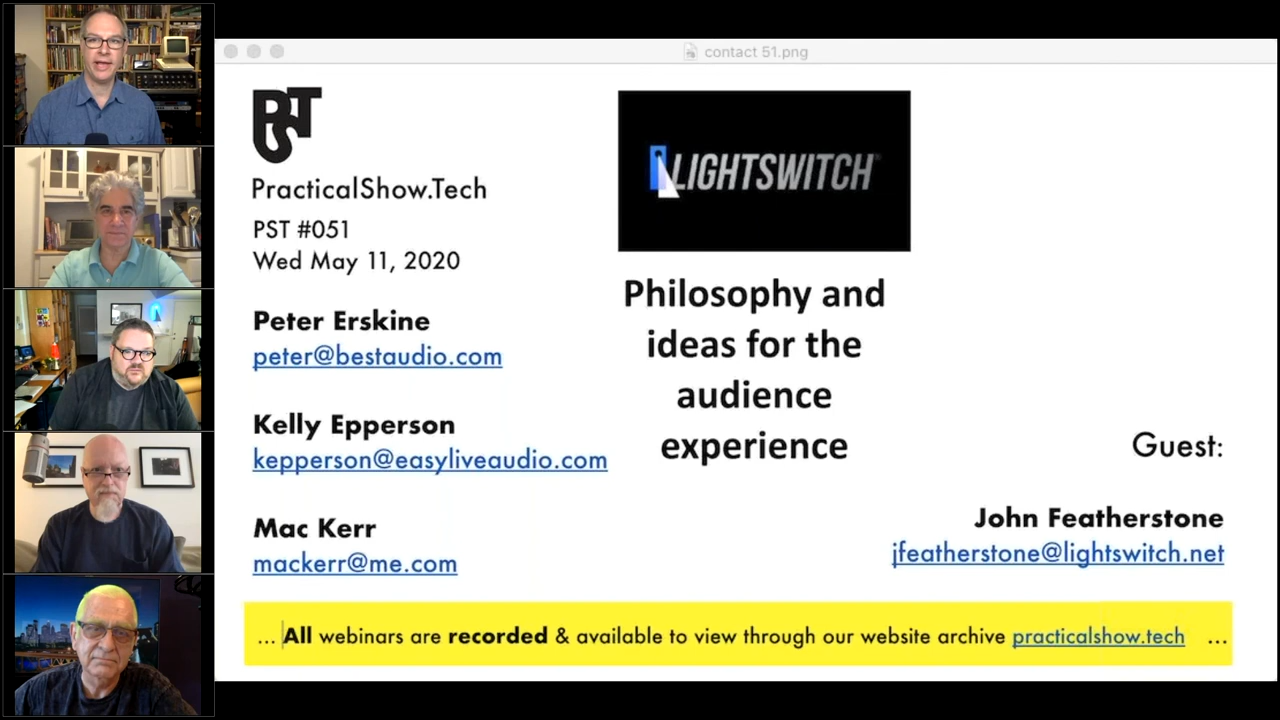 contact 51.png
PST
PracticalShow.Tech
PST #051
Wed May 11, 2020
Peter Erskine
peter@bestaudio.com
Kelly Epperson
kepperson@easyliveaudio.com
Mac Kerr
mackerr@me.com
LIGHTSWITCH
Philosophy and
ideas for the
audience
experience
Guest:
John Featherstone
jfeatherstone@lightswitch.net
... All webinars are recorded & available to view through our website archive practicalshow.tech ...